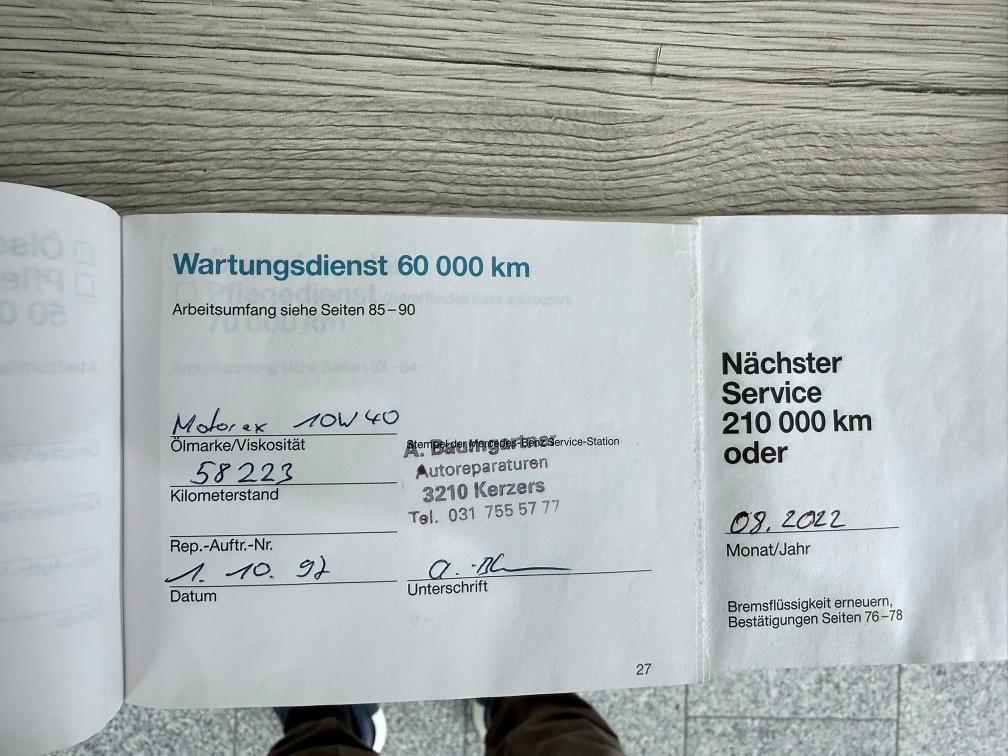 Wartungsdienst 60 000 km
Arbeitsumfang siehe Seiten 85–90
Motorex 10W40
Ölmarke/Viskosität
58223
Kilometerstand
Rep.-Auftr.-Nr.
1. 10. 97
Datum
Stempel der Mercedes-Benz Service-Station
A. Baumgartner
Autoreparaturen
3210 Kerzers
Tel. 031 755 57 77
Unterschrift
27
Nächster
Service
210 000 km
oder
08. 2022
Monat/Jahr
Bremsflüssigkeit erneuern,
Bestätigungen Seiten 76–78